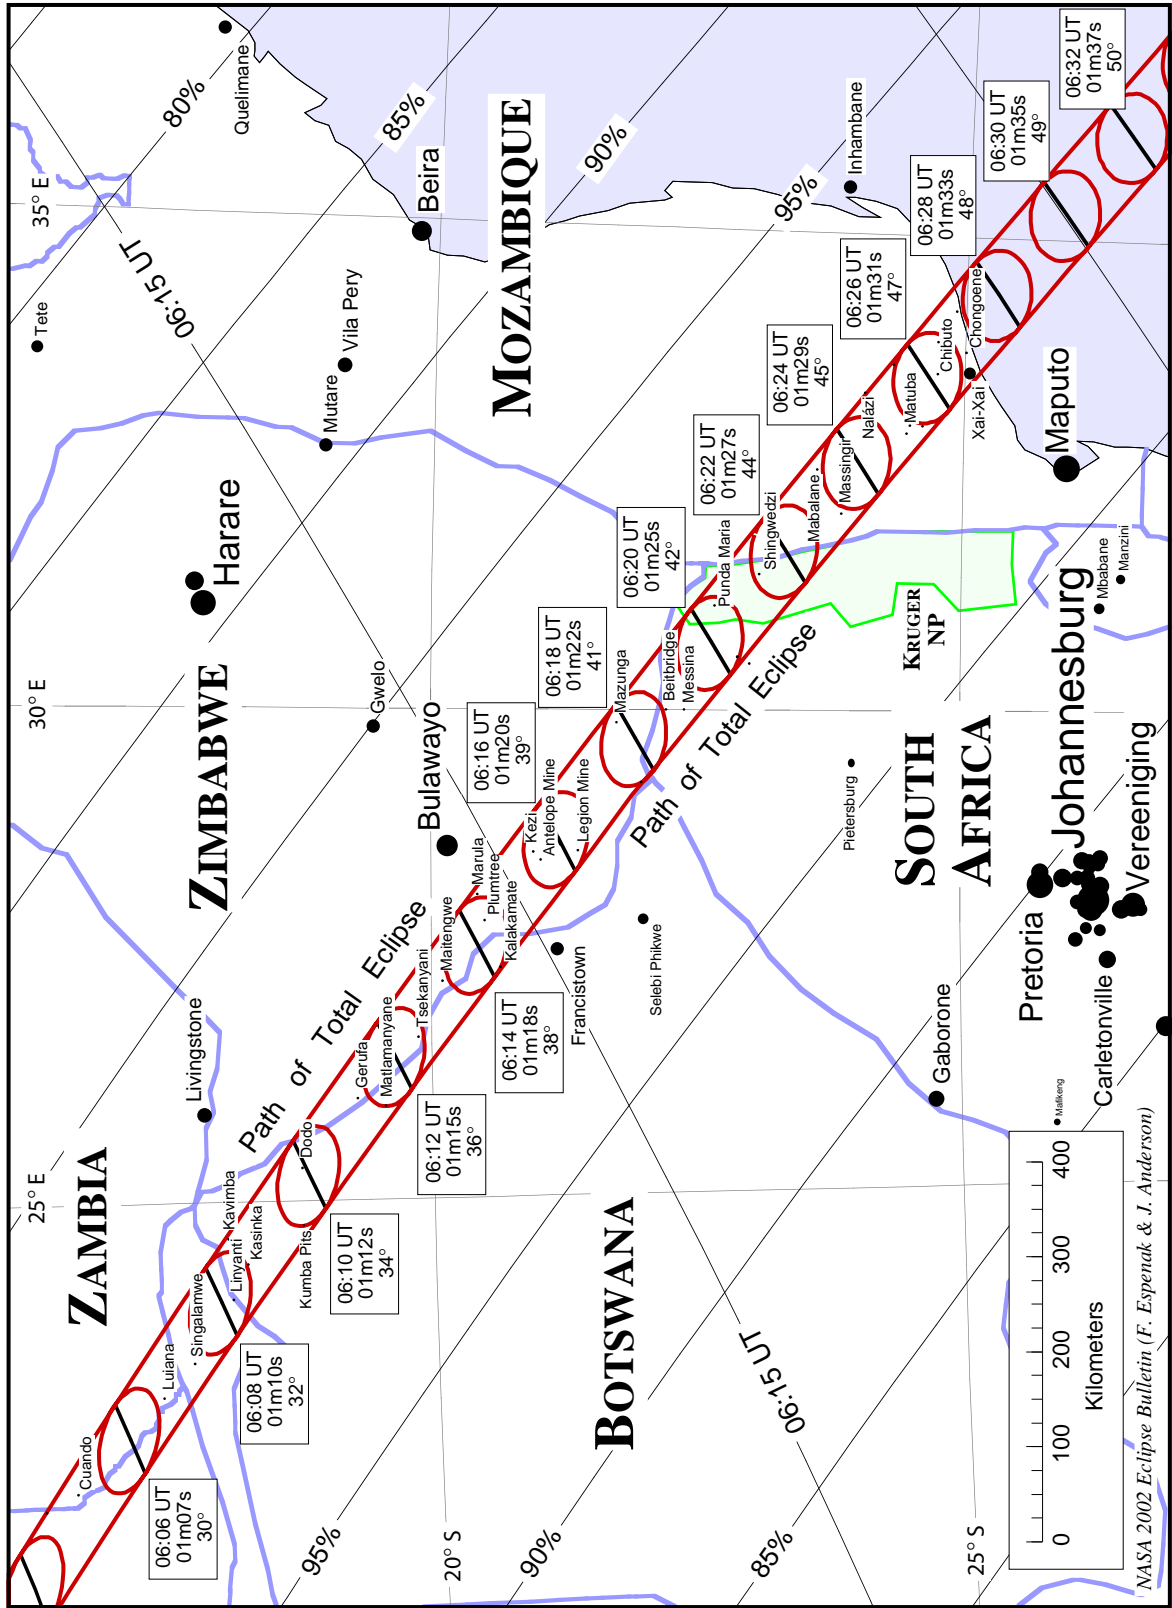 25° E
30° E
35° E
Tete
Quelimane
80%
85%
90%
95%
06:15 UT
ZAMBIA
Livingstone
ZIMBABWE
Harare
Mutare
Vila Pery
Beira
MOZAMBIQUE
Gwelo
Bulawayo
Inhambane
Path of Total Eclipse
Cuando
Luiana
Singalamwe
Linyanti
Kavimba
Kasinka
Kumba Pits
Dodo
Gerufa
Matlamanyane
Tsekanyani
Maitengwe
Kalakamate
Plumtree
Marula
Kezi
Antelope Mine
Legion Mine
Mazunga
Beitbridge
Messina
Punda Maria
Shingwedzi
Mabalane
Massingir
Nalázi
Matuba
Chibuto
Chongoene
Xai-Xai
Maputo
06:06 UT
01m07s
30°
06:08 UT
01m10s
32°
06:10 UT
01m12s
34°
06:12 UT
01m15s
36°
06:14 UT
01m18s
38°
06:16 UT
01m20s
39°
06:18 UT
01m22s
41°
06:20 UT
01m25s
42°
06:22 UT
01m27s
44°
06:24 UT
01m29s
45°
06:26 UT
01m31s
47°
06:28 UT
01m33s
48°
06:30 UT
01m35s
49°
06:32 UT
01m37s
50°
Path of Total Eclipse
Francistown
Selebi Phikwe
BOTSWANA
Pietersburg
KRUGER
NP
SOUTH
AFRICA
95%
20° S
90%
06:15 UT
85%
25° S
Gaborone
Pretoria
Johannesburg
Mbabane
Manzini
Mafikeng
Carletonville
Vereeniging
0
100
200
300
400
Kilometers
NASA 2002 Eclipse Bulletin (F. Espenak & J. Anderson)